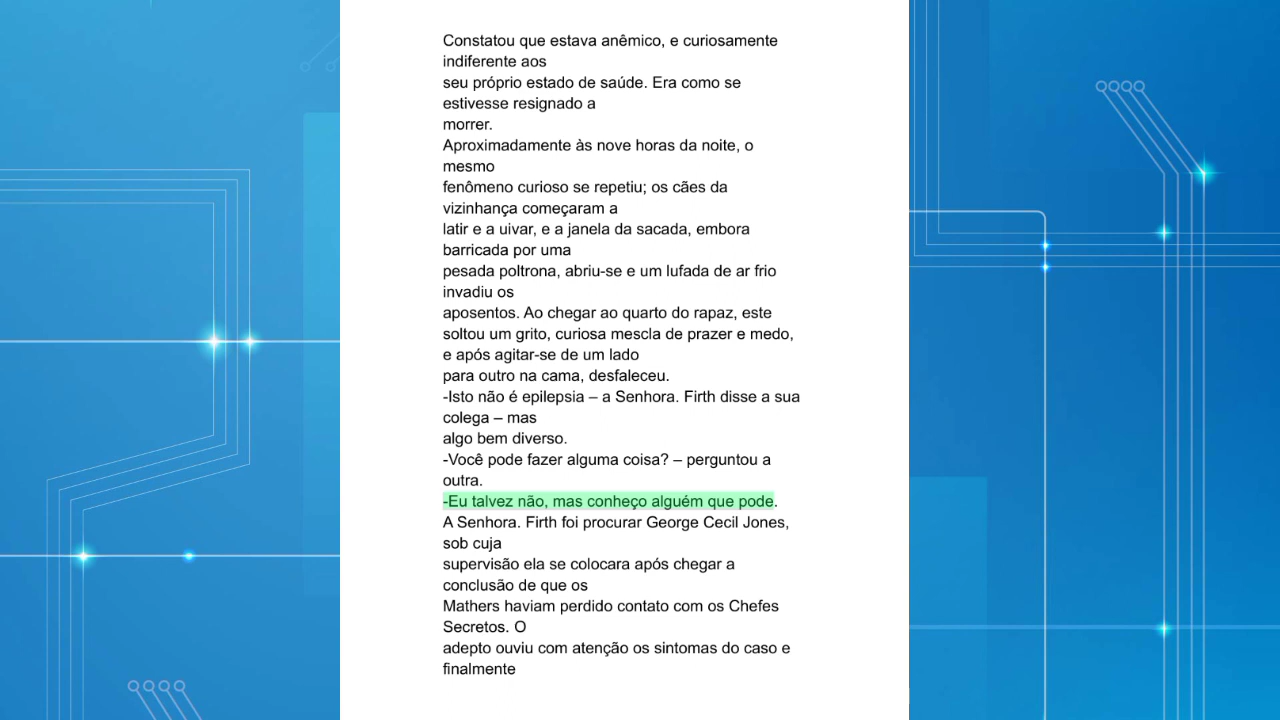 Constatou que estava anêmico, e curiosamente
indiferente aos
seu próprio estado de saúde. Era como se
estivesse resignado a
morrer.
Aproximadamente às nove horas da noite, o
mesmo
fenômeno curioso se repetiu; os cães da
vizinhança começaram a
latir e a uivar, e a janela da sacada, embora
barricada por uma
pesada poltrona, abriu-se e um lufada de ar frio
invadiu os
aposentos. Ao chegar ao quarto do rapaz, este
soltou um grito, curiosa mescla de prazer e medo,
e após agitar-se de um lado
para outro na cama, desfaleceu.
-Isto não é epilepsia – a Senhora. Firth disse a sua
colega – mas
algo bem diverso.
-Você pode fazer alguma coisa? – perguntou a
outra.
-Eu talvez não, mas conheço alguém que pode.
A Senhora. Firth foi procurar George Cecil Jones,
sob cuja
supervisão ela se colocara após chegar a
conclusão de que os
Mathers haviam perdido contato com os Chefes
Secretos. O
adepto ouviu com atenção os sintomas do caso e
finalmente